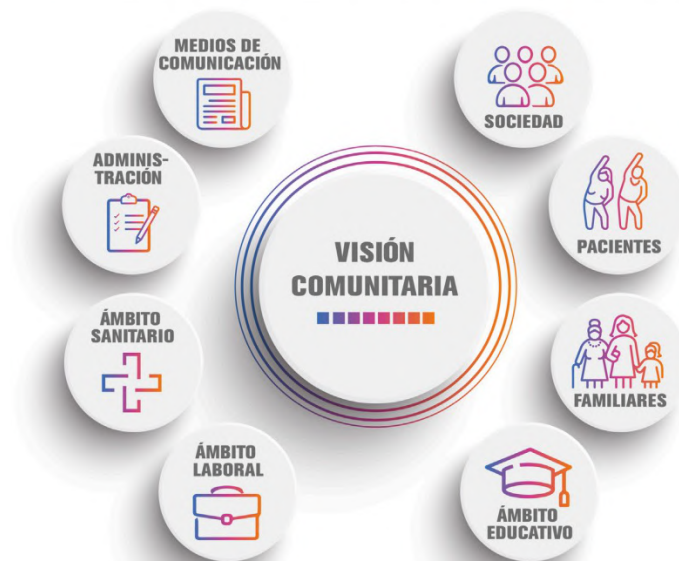 MEDIOS DE
COMUNICACIÓN
SOCIEDAD
ADMINIS-
TRACIÓN
PACIENTES
VISIÓN
COMUNITARIA
ÁMBITO
SANITARIO
FAMILIARES
ÁMBITO
LABORAL
ÁMBITO
EDUCATIVO